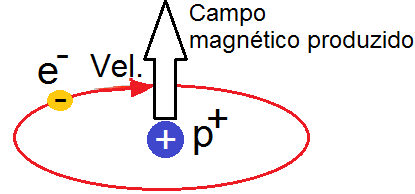 Campo
magnético produzido
e⁻ Vel.
-
+ p⁺